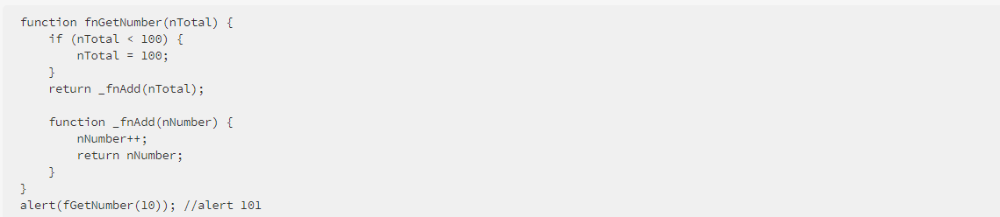 function fnGetNumber(nTotal) {
    if (nTotal < 100) {
        nTotal = 100;
    }
    return _fnAdd(nTotal);

    function _fnAdd(nNumber) {
        nNumber++;
        return nNumber;
    }
}
alert(fGetNumber(10)); //alert 101